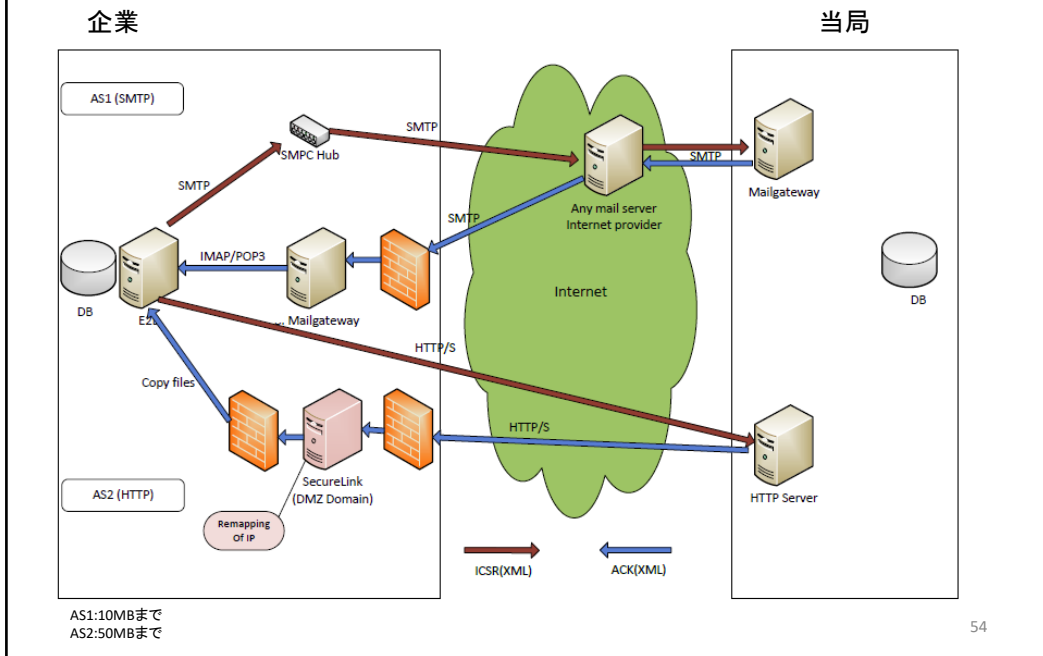 企業
当局
AS1 (SMTP)
SMPC Hub
SMTP
SMTP
SMTP
SMTP
Mailgateway
Any mail server
Internet provider
IMAP/POP3
DB
... Mailgateway
Internet
DB
HTTP/S
Copy files
HTTP/S
SecureLink
(DMZ Domain)
HTTP Server
AS2 (HTTP)
Remapping
Of IP
ICSR(XML)
ACK(XML)
AS1:10MBまで
AS2:50MBまで
54